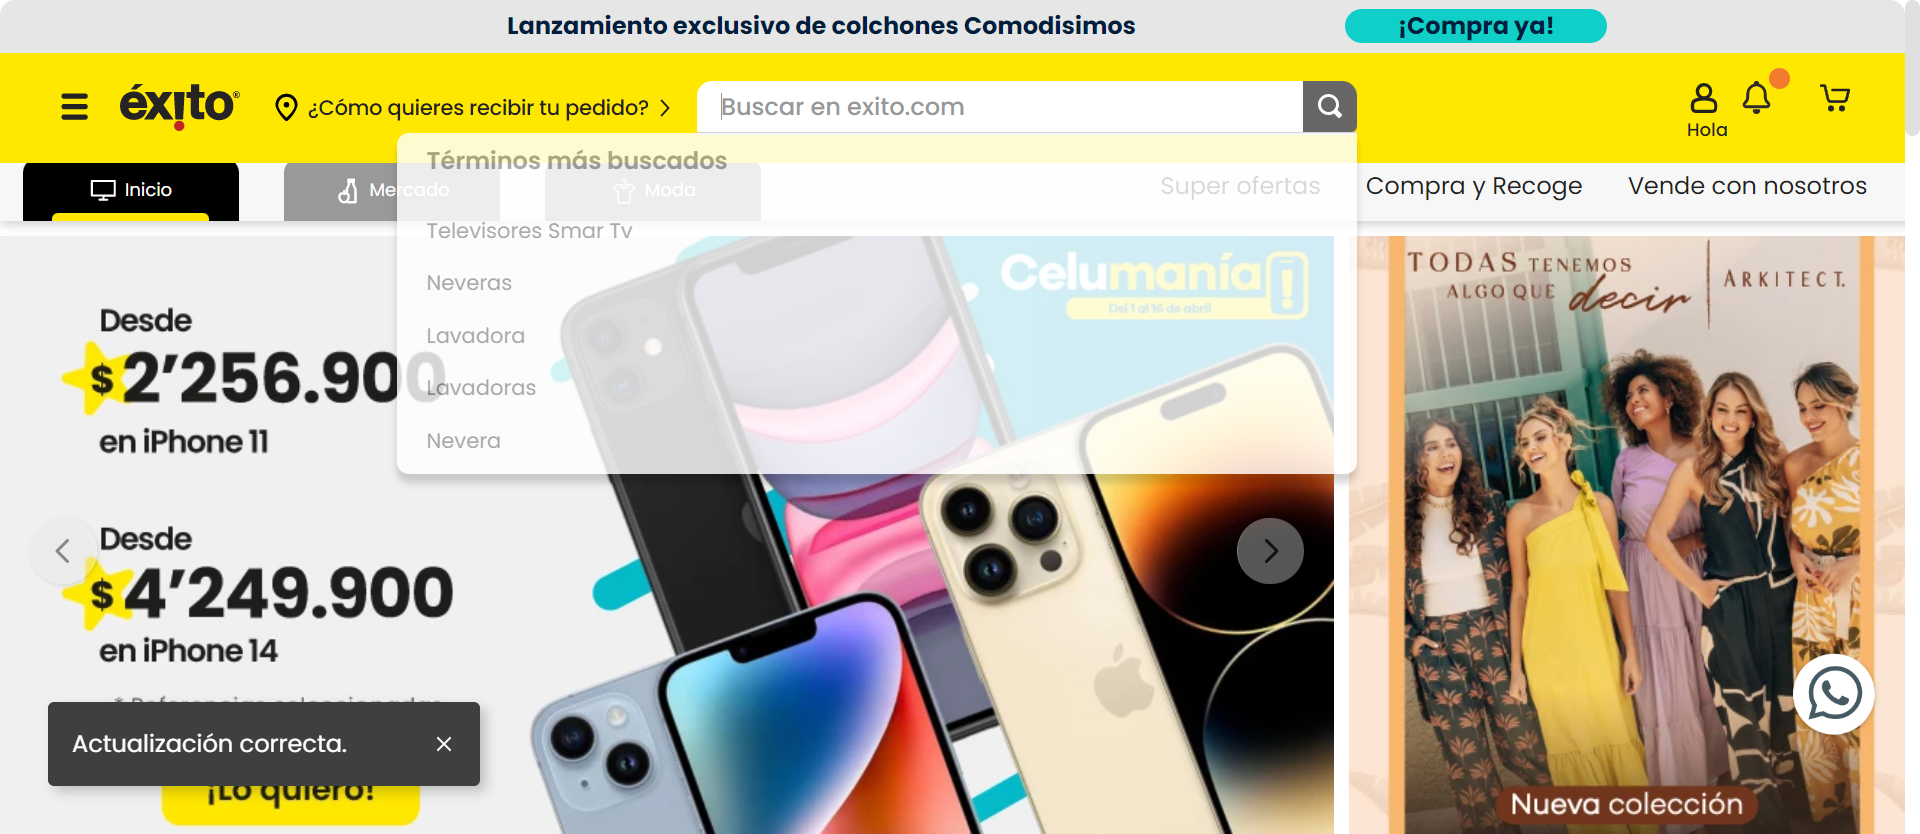 Lanzamiento exclusivo de colchones Comodisimos
¡Compra ya!
éxito®
¿Cómo quieres recibir tu pedido?
Buscar en exito.com
Hola
Términos más buscados
Inicio
Mercado
Moda
Super ofertas
Compra y Recoge
Vende con nosotros
Televisores Smar Tv
Neveras
Lavadora
Lavadoras
Nevera
Celumanía!
Del 1 al 16 de abril
Desde
$2’256.900
en iPhone 11
Desde
$4’249.900
en iPhone 14
* Referencias seleccionadas
¡Lo quiero!
Actualización correcta.
TODAS TENEMOS
ALGO QUE decir
ARKITECT.
Nueva colección